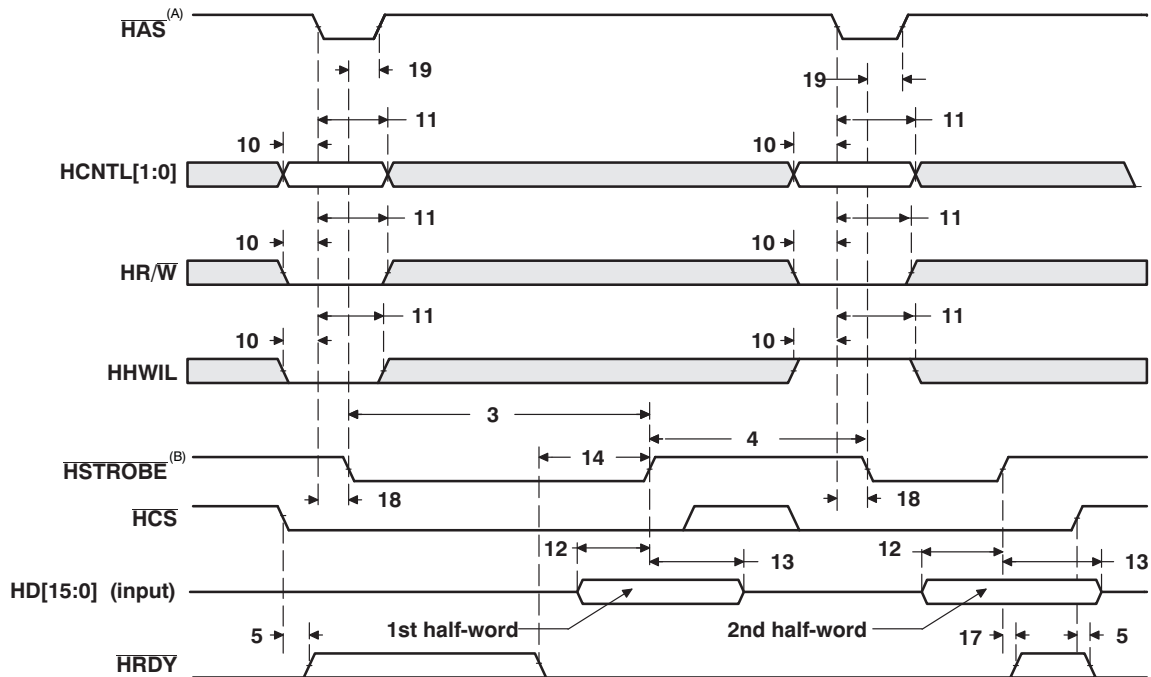 HAS (A)
19
19
11
11
10
10
HCNTL[1:0]
11
11
10
10
HR/W
11
11
10
10
HHWIL
3
4
14
HSTROBE (B)
18
18
HCS
12
13
12
13
HD[15:0] (input)
1st half-word
2nd half-word
5
17
5
HRDY